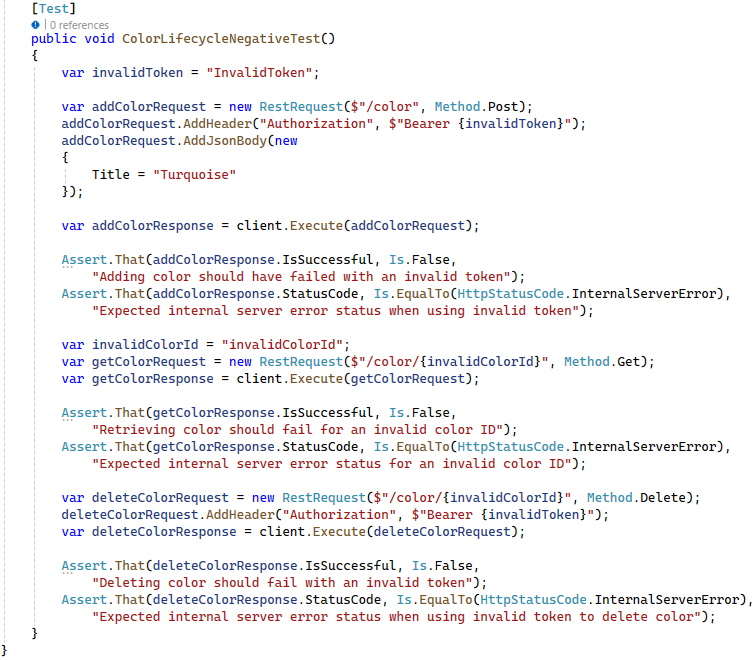 [Test]
| 0 references
public void ColorLifecycleNegativeTest()
{
    var invalidToken = "InvalidToken";

    var addColorRequest = new RestRequest($"/color", Method.Post);
    addColorRequest.AddHeader("Authorization", $"Bearer {invalidToken}");
    addColorRequest.AddJsonBody(new
    {
        Title = "Turquoise"
    });

    var addColorResponse = client.Execute(addColorRequest);

    Assert.That(addColorResponse.IsSuccessful, Is.False,
        "Adding color should have failed with an invalid token");
    Assert.That(addColorResponse.StatusCode, Is.EqualTo(HttpStatusCode.InternalServerError),
        "Expected internal server error status when using invalid token");

    var invalidColorId = "invalidColorId";
    var getColorRequest = new RestRequest($"/color/{invalidColorId}", Method.Get);
    var getColorResponse = client.Execute(getColorRequest);

    Assert.That(getColorResponse.IsSuccessful, Is.False,
        "Retrieving color should fail for an invalid color ID");
    Assert.That(getColorResponse.StatusCode, Is.EqualTo(HttpStatusCode.InternalServerError),
        "Expected internal server error status for an invalid color ID");

    var deleteColorRequest = new RestRequest($"/color/{invalidColorId}", Method.Delete);
    deleteColorRequest.AddHeader("Authorization", $"Bearer {invalidToken}");
    var deleteColorResponse = client.Execute(deleteColorRequest);

    Assert.That(deleteColorResponse.IsSuccessful, Is.False,
        "Deleting color should fail with an invalid token");
    Assert.That(deleteColorResponse.StatusCode, Is.EqualTo(HttpStatusCode.InternalServerError),
        "Expected internal server error status when using invalid token to delete color");
}
}